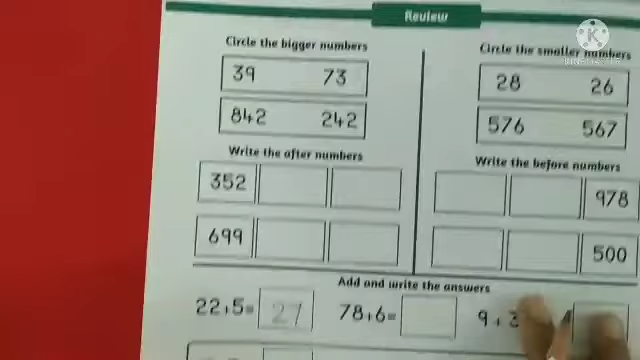 Review
Circle the bigger numbers
39 73
842 242
Write the after numbers
352
699
Circle the smaller numbers
28 26
576 567
Write the before numbers
978
500
Add and write the answers
22+5= 27 78+6= 9+
K